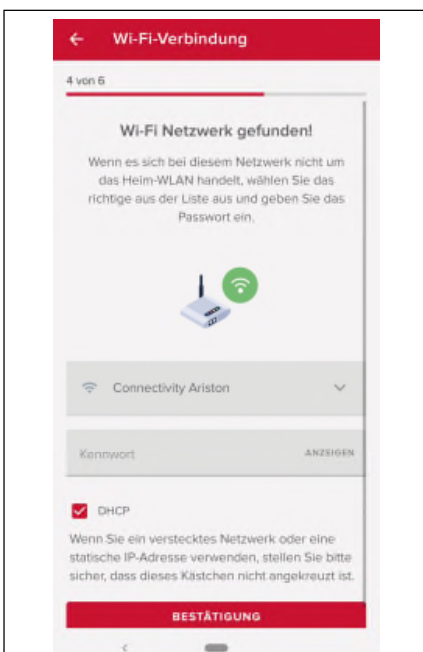 Wi-Fi-Verbindung
4 von 6
Wi-Fi Netzwerk gefunden!
Wenn es sich bei diesem Netzwerk nicht um
das Heim-WLAN handelt, wählen Sie das
richtige aus der Liste aus und geben Sie das
Passwort ein.
Connectivity Ariston
Kennwort ANZEIGEN
DHCP
Wenn Sie ein verstecktes Netzwerk oder eine
statische IP-Adresse verwenden, stellen Sie bitte
sicher, dass dieses Kästchen nicht angekreuzt ist.
BESTÄTIGUNG